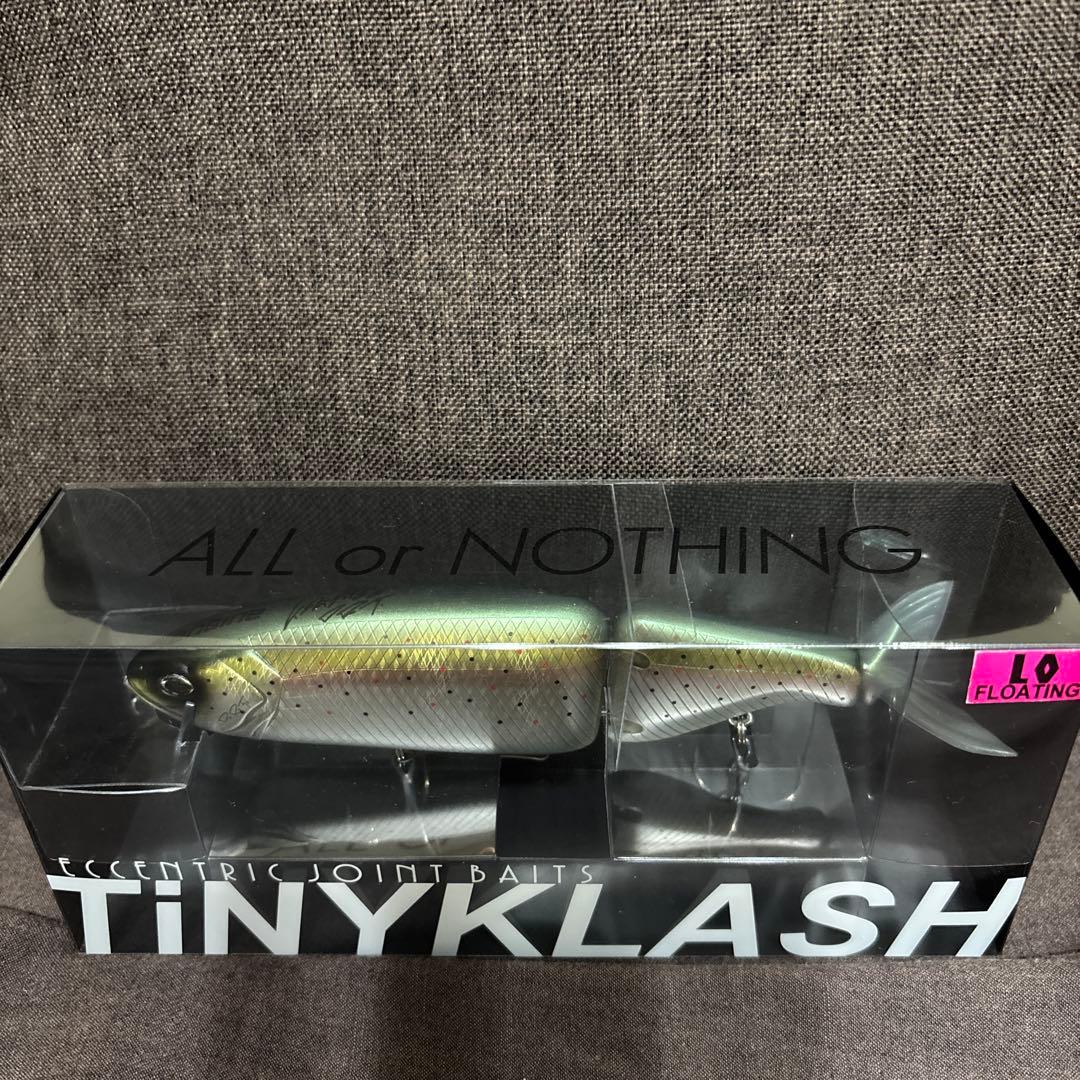 ALL or NOTHING
LO
FLOATING
ECCENTRIC JOINT BAITS
TiNYKLASH